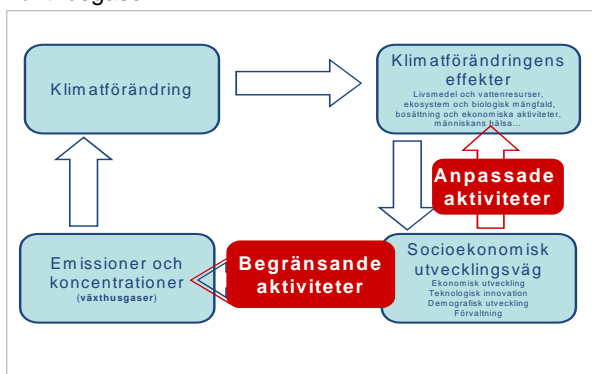 Klimatförändring
Klimatförändringens
effekter
Livsmedel och vattenresurser,
ekosystem och biologisk mångfald,
bosättning och ekonomiska aktiviteter,
människans hälsa...
Anpassade
aktiviteter
Emissioner och
koncentrationer
(växthusgaser)
Begränsande
aktiviteter
Socioekonomisk
utvecklingsväg
Ekonomisk utveckling
Teknologisk innovation
Demografisk utveckling
Förvaltning